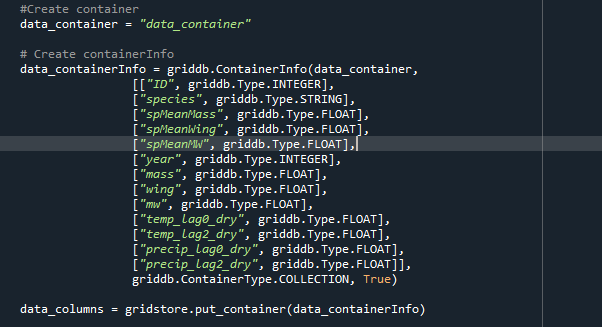 #Create container
data_container = "data_container"
# Create containerInfo
data_containerInfo = griddb.ContainerInfo(data_container,
[["ID", griddb.Type.INTEGER],
["species", griddb.Type.STRING],
["spMeanMass", griddb.Type.FLOAT],
["spMeanWing", griddb.Type.FLOAT],
["spMeanMW", griddb.Type.FLOAT],
["year", griddb.Type.INTEGER],
["mass", griddb.Type.FLOAT],
["wing", griddb.Type.FLOAT],
["mw", griddb.Type.FLOAT],
["temp_lag0_dry", griddb.Type.FLOAT],
["temp_lag2_dry", griddb.Type.FLOAT],
["precip_lag0_dry", griddb.Type.FLOAT],
["precip_lag2_dry", griddb.Type.FLOAT]],
griddb.ContainerType.COLLECTION, True)
data_columns = gridstore.put_container(data_containerInfo)